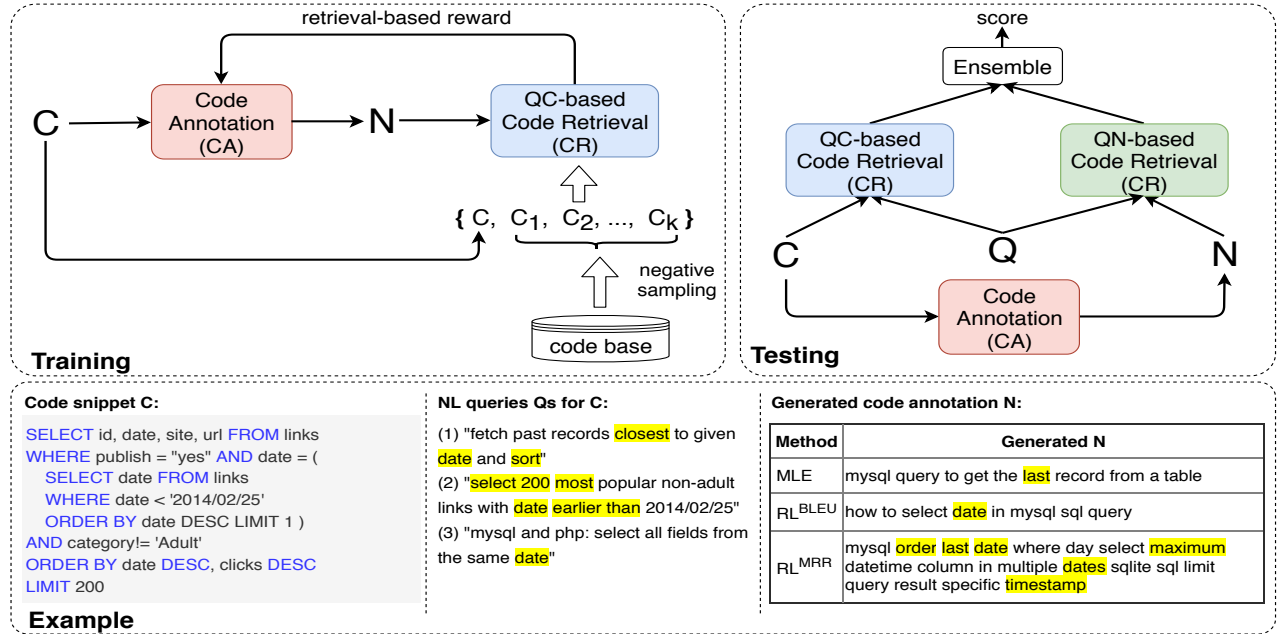 retrieval-based reward
C
Code
Annotation
(CA)
N
QC-based
Code Retrieval
(CR)
{ C, C1, C2, ..., Ck }
negative
sampling
code base
Training
score
Ensemble
QC-based
Code Retrieval
(CR)
QN-based
Code Retrieval
(CR)
C
Q
N
Code
Annotation
(CA)
Testing
Code snippet C:
SELECT id, date, site, url FROM links
WHERE publish = "yes" AND date = (
SELECT date FROM links
WHERE date < '2014/02/25'
ORDER BY date DESC LIMIT 1 )
AND category!= 'Adult'
ORDER BY date DESC, clicks DESC
LIMIT 200
NL queries Qs for C:
(1) "fetch past records closest to given
date and sort"
(2) "select 200 most popular non-adult
links with date earlier than 2014/02/25"
(3) "mysql and php: select all fields from
the same date"
Generated code annotation N:
Method Generated N
MLE mysql query to get the last record from a table
RL^BLEU how to select date in mysql sql query
RL^MRR mysql order last date where day select maximum
datetime column in multiple dates sqlite sql limit
query result specific timestamp
Example